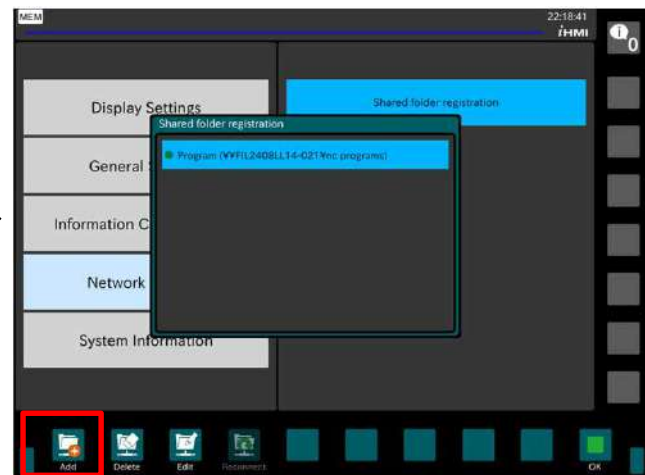 MEM
22:18:41
iHMI
0
Display Settings
Shared folder registration
Shared folder registration
Program (¥¥FIL2408LL14-021¥nc programs)
General
Information C
Network
System Information
Add
Delete
Edit
Reconnect
OK